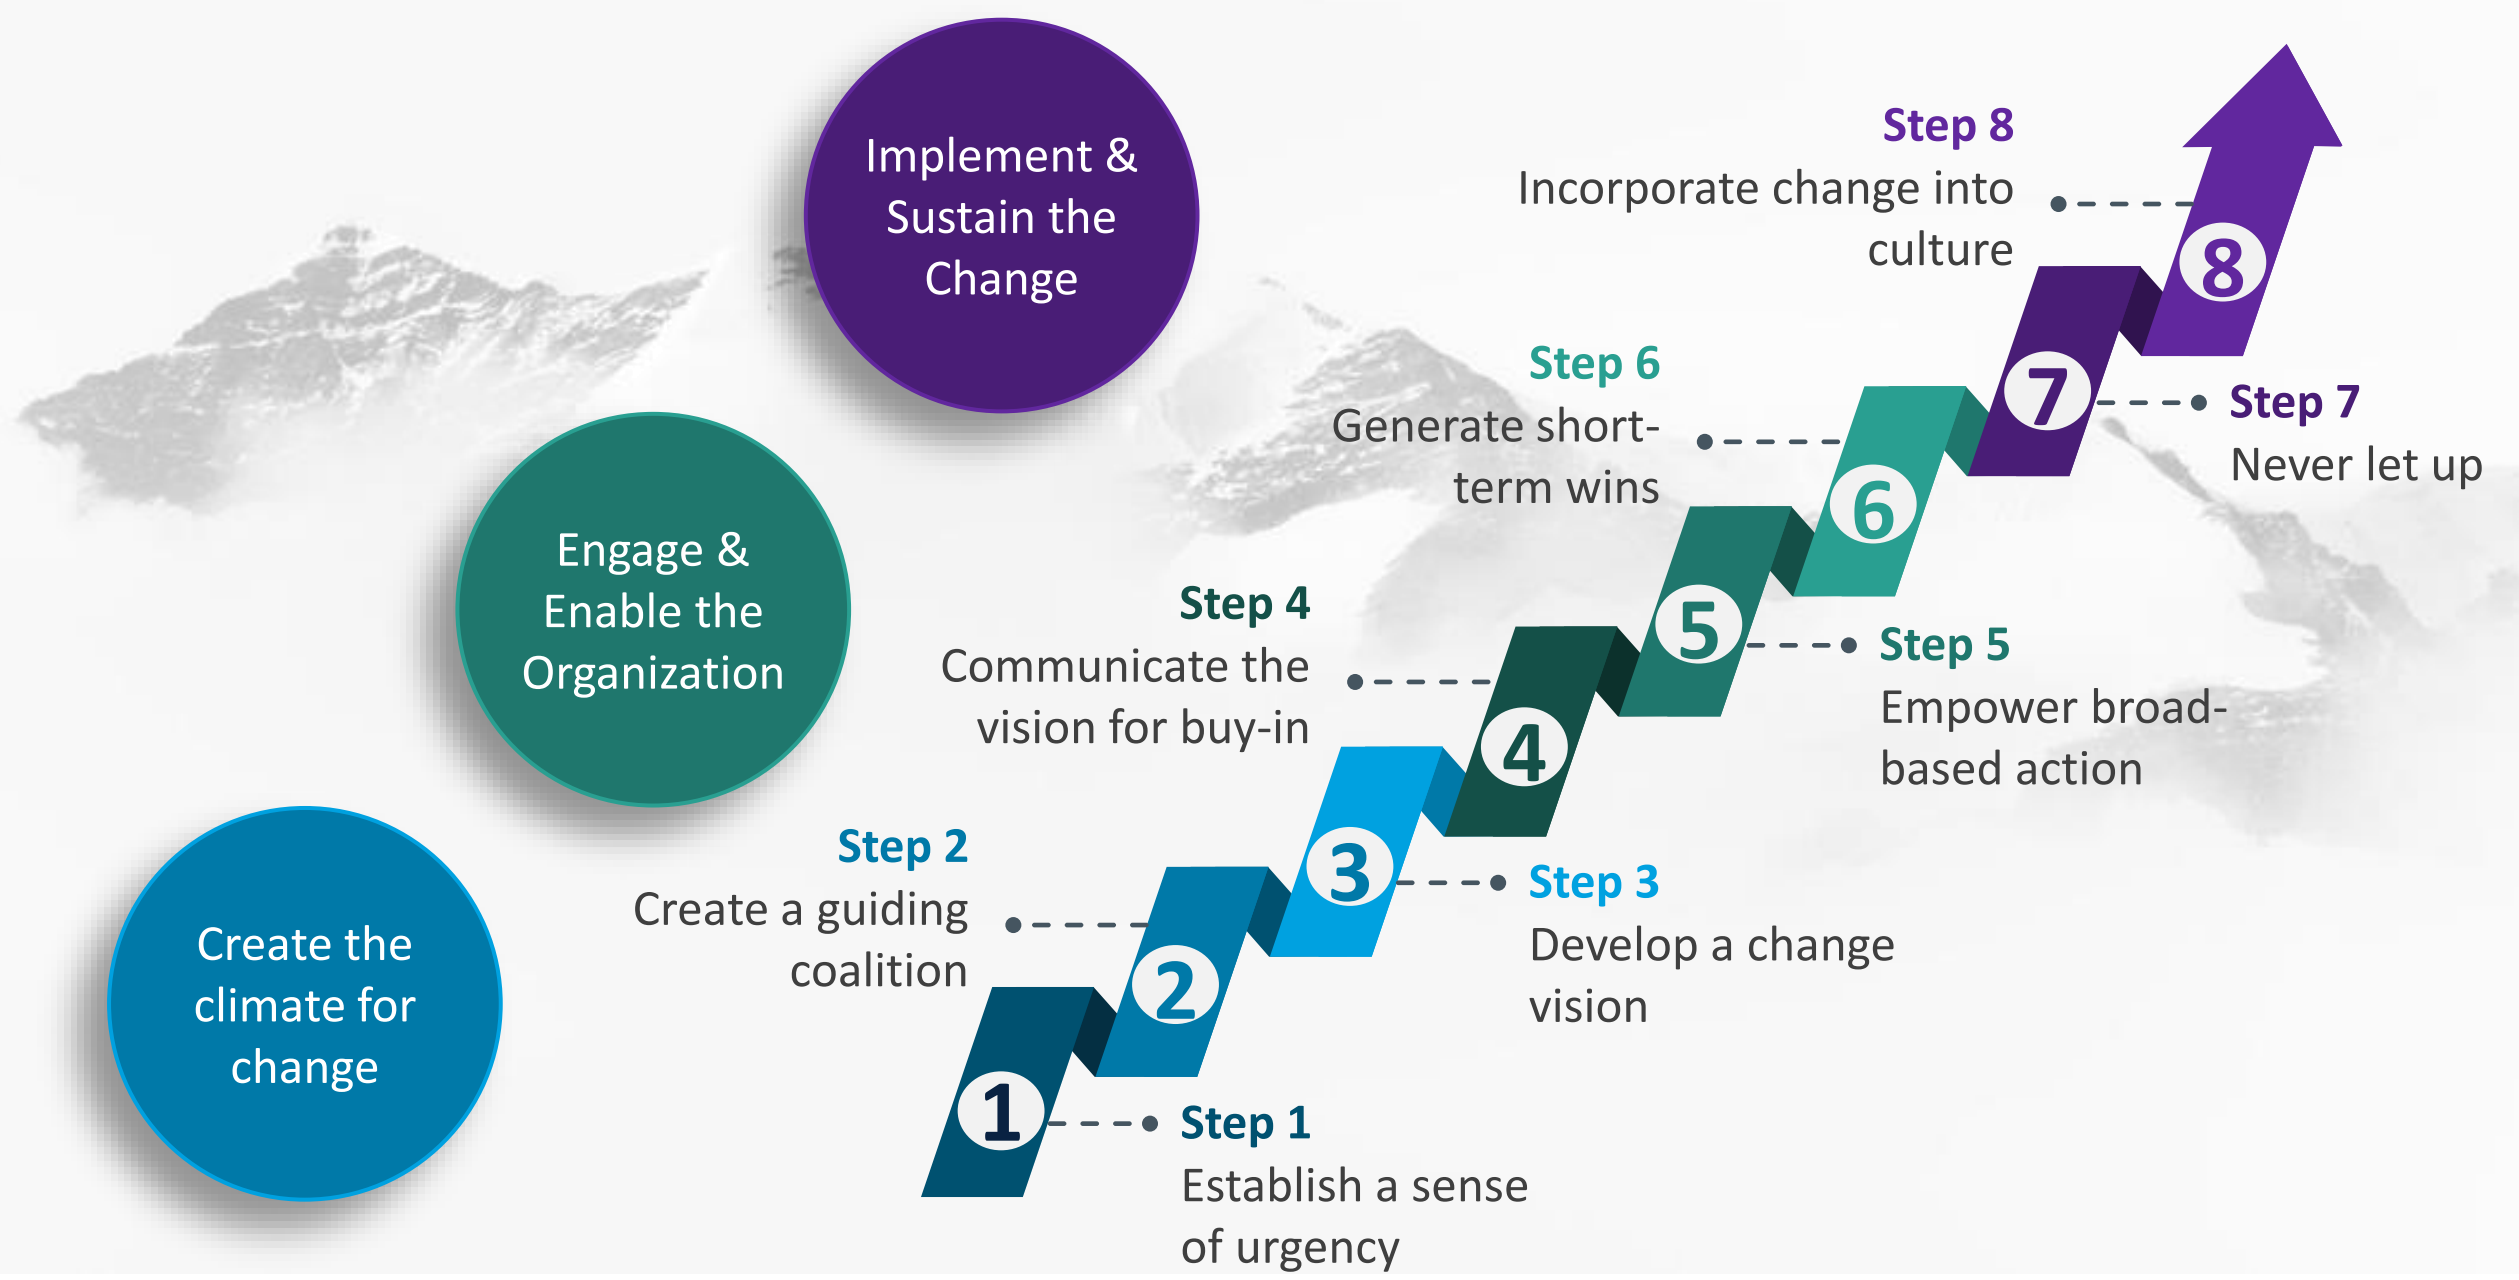 Implement &
Sustain the
Change
Engage &
Enable the
Organization
Create the
climate for
change
Step 8
Incorporate change into
culture
8
7
Step 7
Never let up
Step 6
Generate short-
term wins
6
5
Step 5
Empower broad-
based action
Step 4
Communicate the
vision for buy-in
4
3
Step 3
Develop a change
vision
Step 2
Create a guiding
coalition
2
1
Step 1
Establish a sense
of urgency